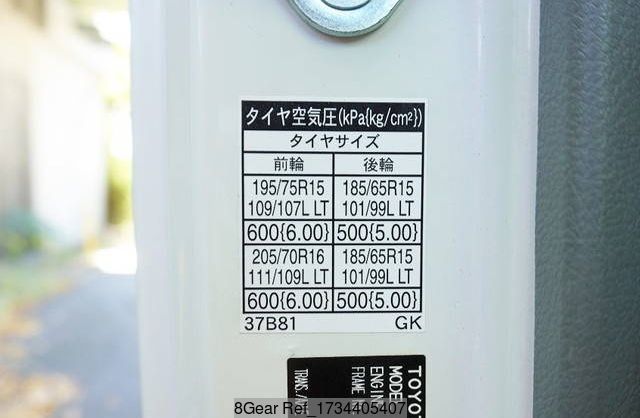 タイヤ空気圧(kPa{kg/cm²})
タイヤサイズ
前輪 後輪
195/75R15 185/65R15
109/107L LT 101/99L LT
600{6.00} 500{5.00}
205/70R16 185/65R15
111/109L LT 101/99L LT
600{6.00} 500{5.00}
37B81 GK
TOYO
MODEL
ENGIN
FRAME
TRANS./
8Gear Ref_1734405407